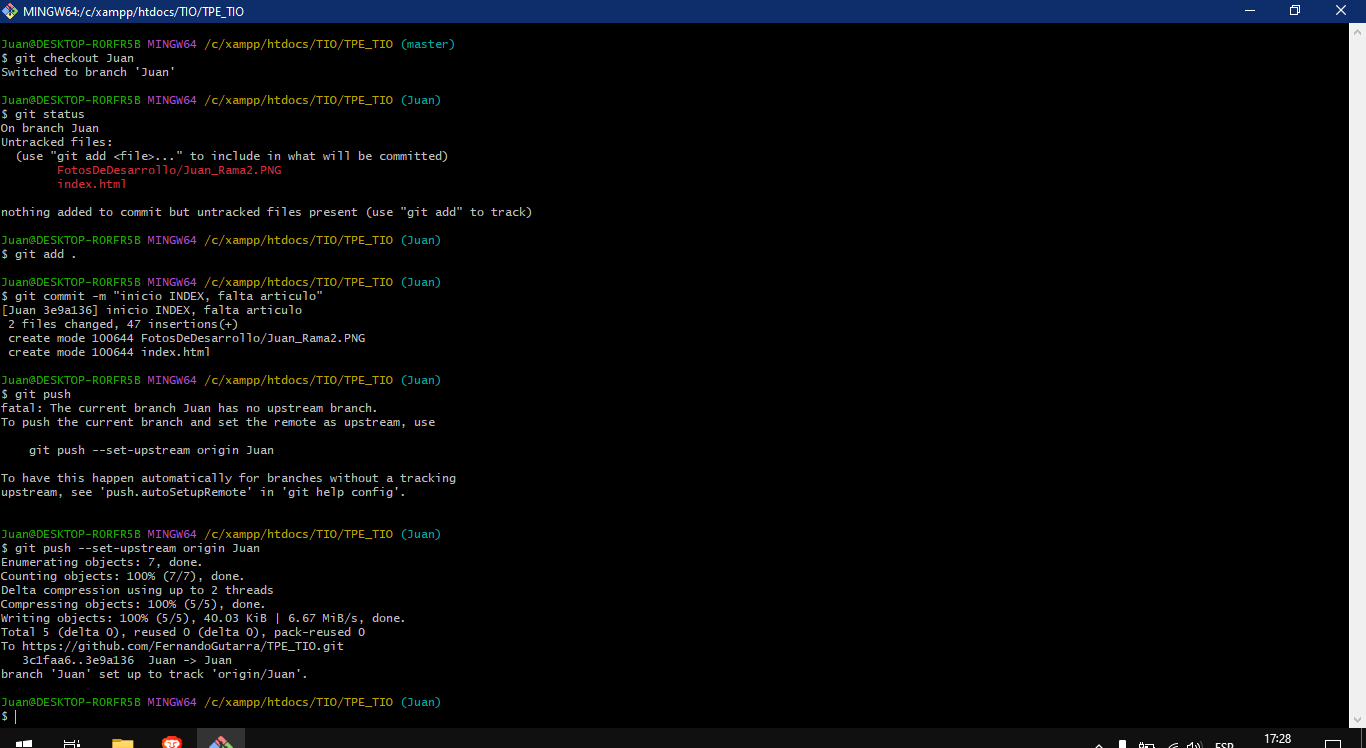 MINGW64:/c/xampp/htdocs/TIO/TPE_TIO
Juan@DESKTOP-RORFR5B MINGW64 /c/xampp/htdocs/TIO/TPE_TIO (master)
$ git checkout Juan
Switched to branch 'Juan'
Juan@DESKTOP-RORFR5B MINGW64 /c/xampp/htdocs/TIO/TPE_TIO (Juan)
$ git status
On branch Juan
Untracked files:
  (use "git add <file>..." to include in what will be committed)
        FotosDeDesarrollo/Juan_Rama2.PNG
        index.html
nothing added to commit but untracked files present (use "git add" to track)
Juan@DESKTOP-RORFR5B MINGW64 /c/xampp/htdocs/TIO/TPE_TIO (Juan)
$ git add .
Juan@DESKTOP-RORFR5B MINGW64 /c/xampp/htdocs/TIO/TPE_TIO (Juan)
$ git commit -m "inicio INDEX, falta articulo"
[Juan 3e9a136] inicio INDEX, falta articulo
 2 files changed, 47 insertions(+)
 create mode 100644 FotosDeDesarrollo/Juan_Rama2.PNG
 create mode 100644 index.html
Juan@DESKTOP-RORFR5B MINGW64 /c/xampp/htdocs/TIO/TPE_TIO (Juan)
$ git push
fatal: The current branch Juan has no upstream branch.
To push the current branch and set the remote as upstream, use
    git push --set-upstream origin Juan
To have this happen automatically for branches without a tracking
upstream, see 'push.autoSetupRemote' in 'git help config'.
Juan@DESKTOP-RORFR5B MINGW64 /c/xampp/htdocs/TIO/TPE_TIO (Juan)
$ git push --set-upstream origin Juan
Enumerating objects: 7, done.
Counting objects: 100% (7/7), done.
Delta compression using up to 2 threads
Compressing objects: 100% (5/5), done.
Writing objects: 100% (5/5), 40.03 KiB | 6.67 MiB/s, done.
Total 5 (delta 0), reused 0 (delta 0), pack-reused 0
To https://github.com/FernandoGutarra/TPE_TIO.git
   3c1faa6..3e9a136  Juan -> Juan
branch 'Juan' set up to track 'origin/Juan'.
Juan@DESKTOP-RORFR5B MINGW64 /c/xampp/htdocs/TIO/TPE_TIO (Juan)
$
ESP
17:28